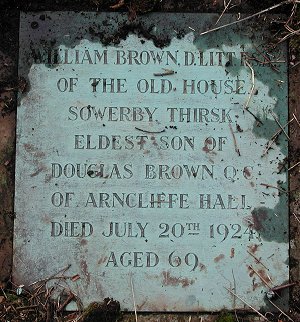 WILLIAM BROWN, D'LITT.
OF THE OLD HOUSE
SOWERBY, THIRSK,
ELDEST SON OF
DOUGLAS BROWN, Q.C.
OF ARNCLIFFE HALL
DIED JULY 20TH 1924
AGED 69.